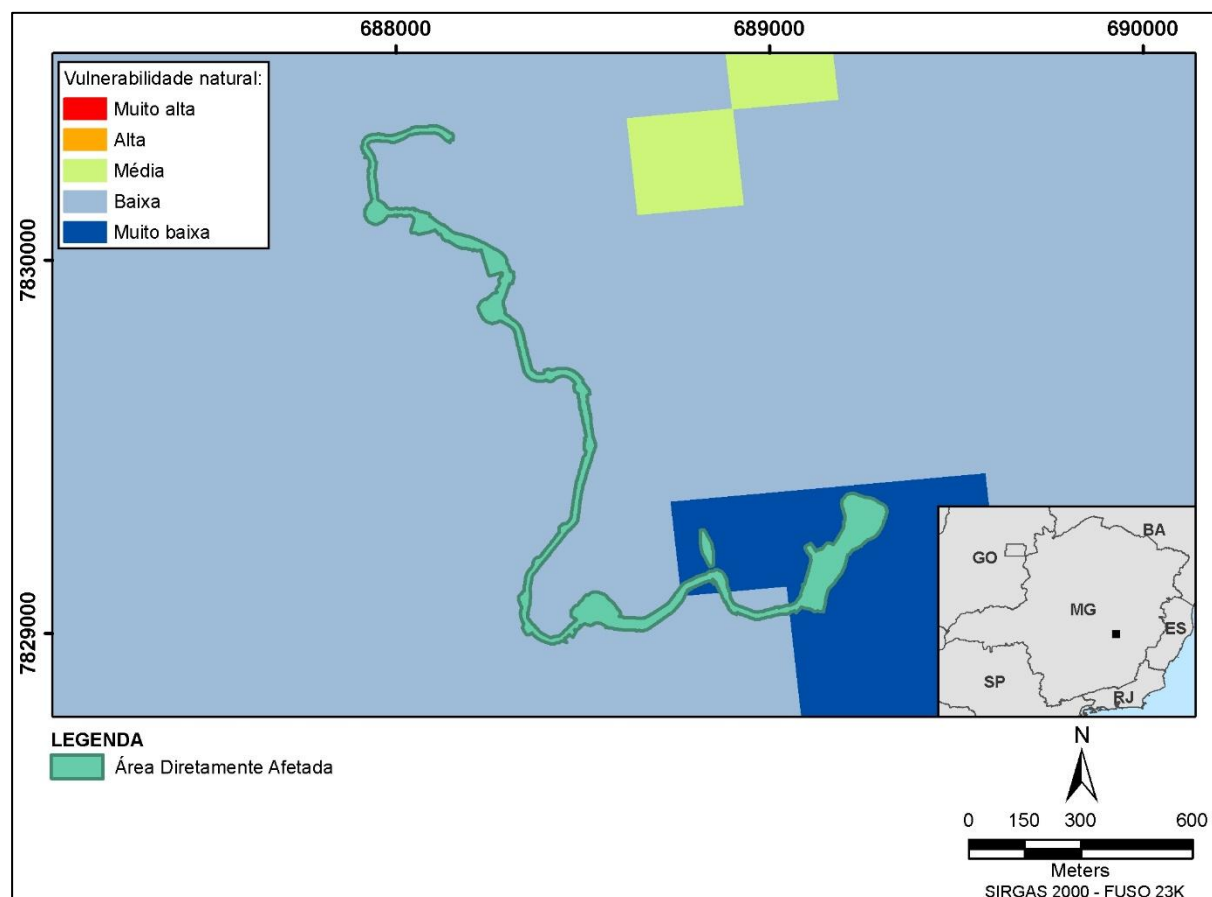 688000 689000 690000
Vulnerabilidade natural:
Muito alta
Alta
Média
Baixa
Muito baixa
7830000
7829000
BA
GO
MG
ES
SP
RJ
LEGENDA
Área Diretamente Afetada
N
0 150 300 600
Meters
SIRGAS 2000 - FUSO 23K